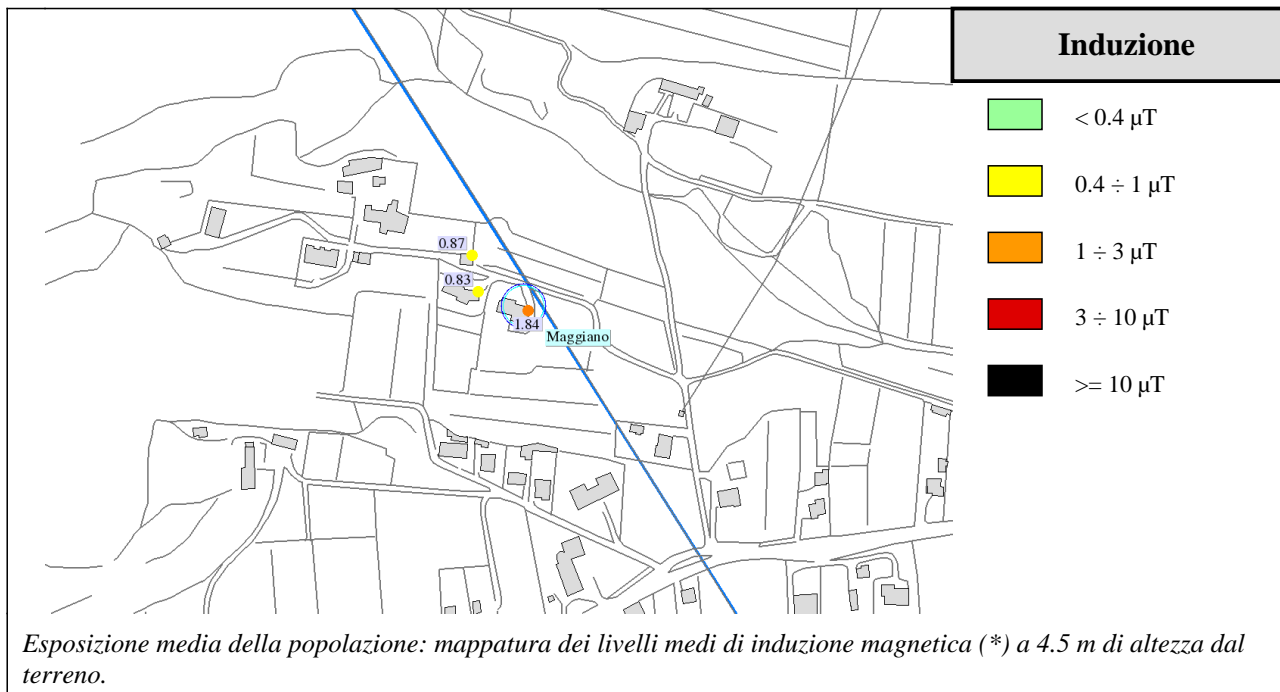 Induzione
< 0.4 µT
0.4 ÷ 1 µT
1 ÷ 3 µT
3 ÷ 10 µT
>= 10 µT
0.87
0.83
1.84
Maggiano
Esposizione media della popolazione: mappatura dei livelli medi di induzione magnetica (*) a 4.5 m di altezza dal
terreno.